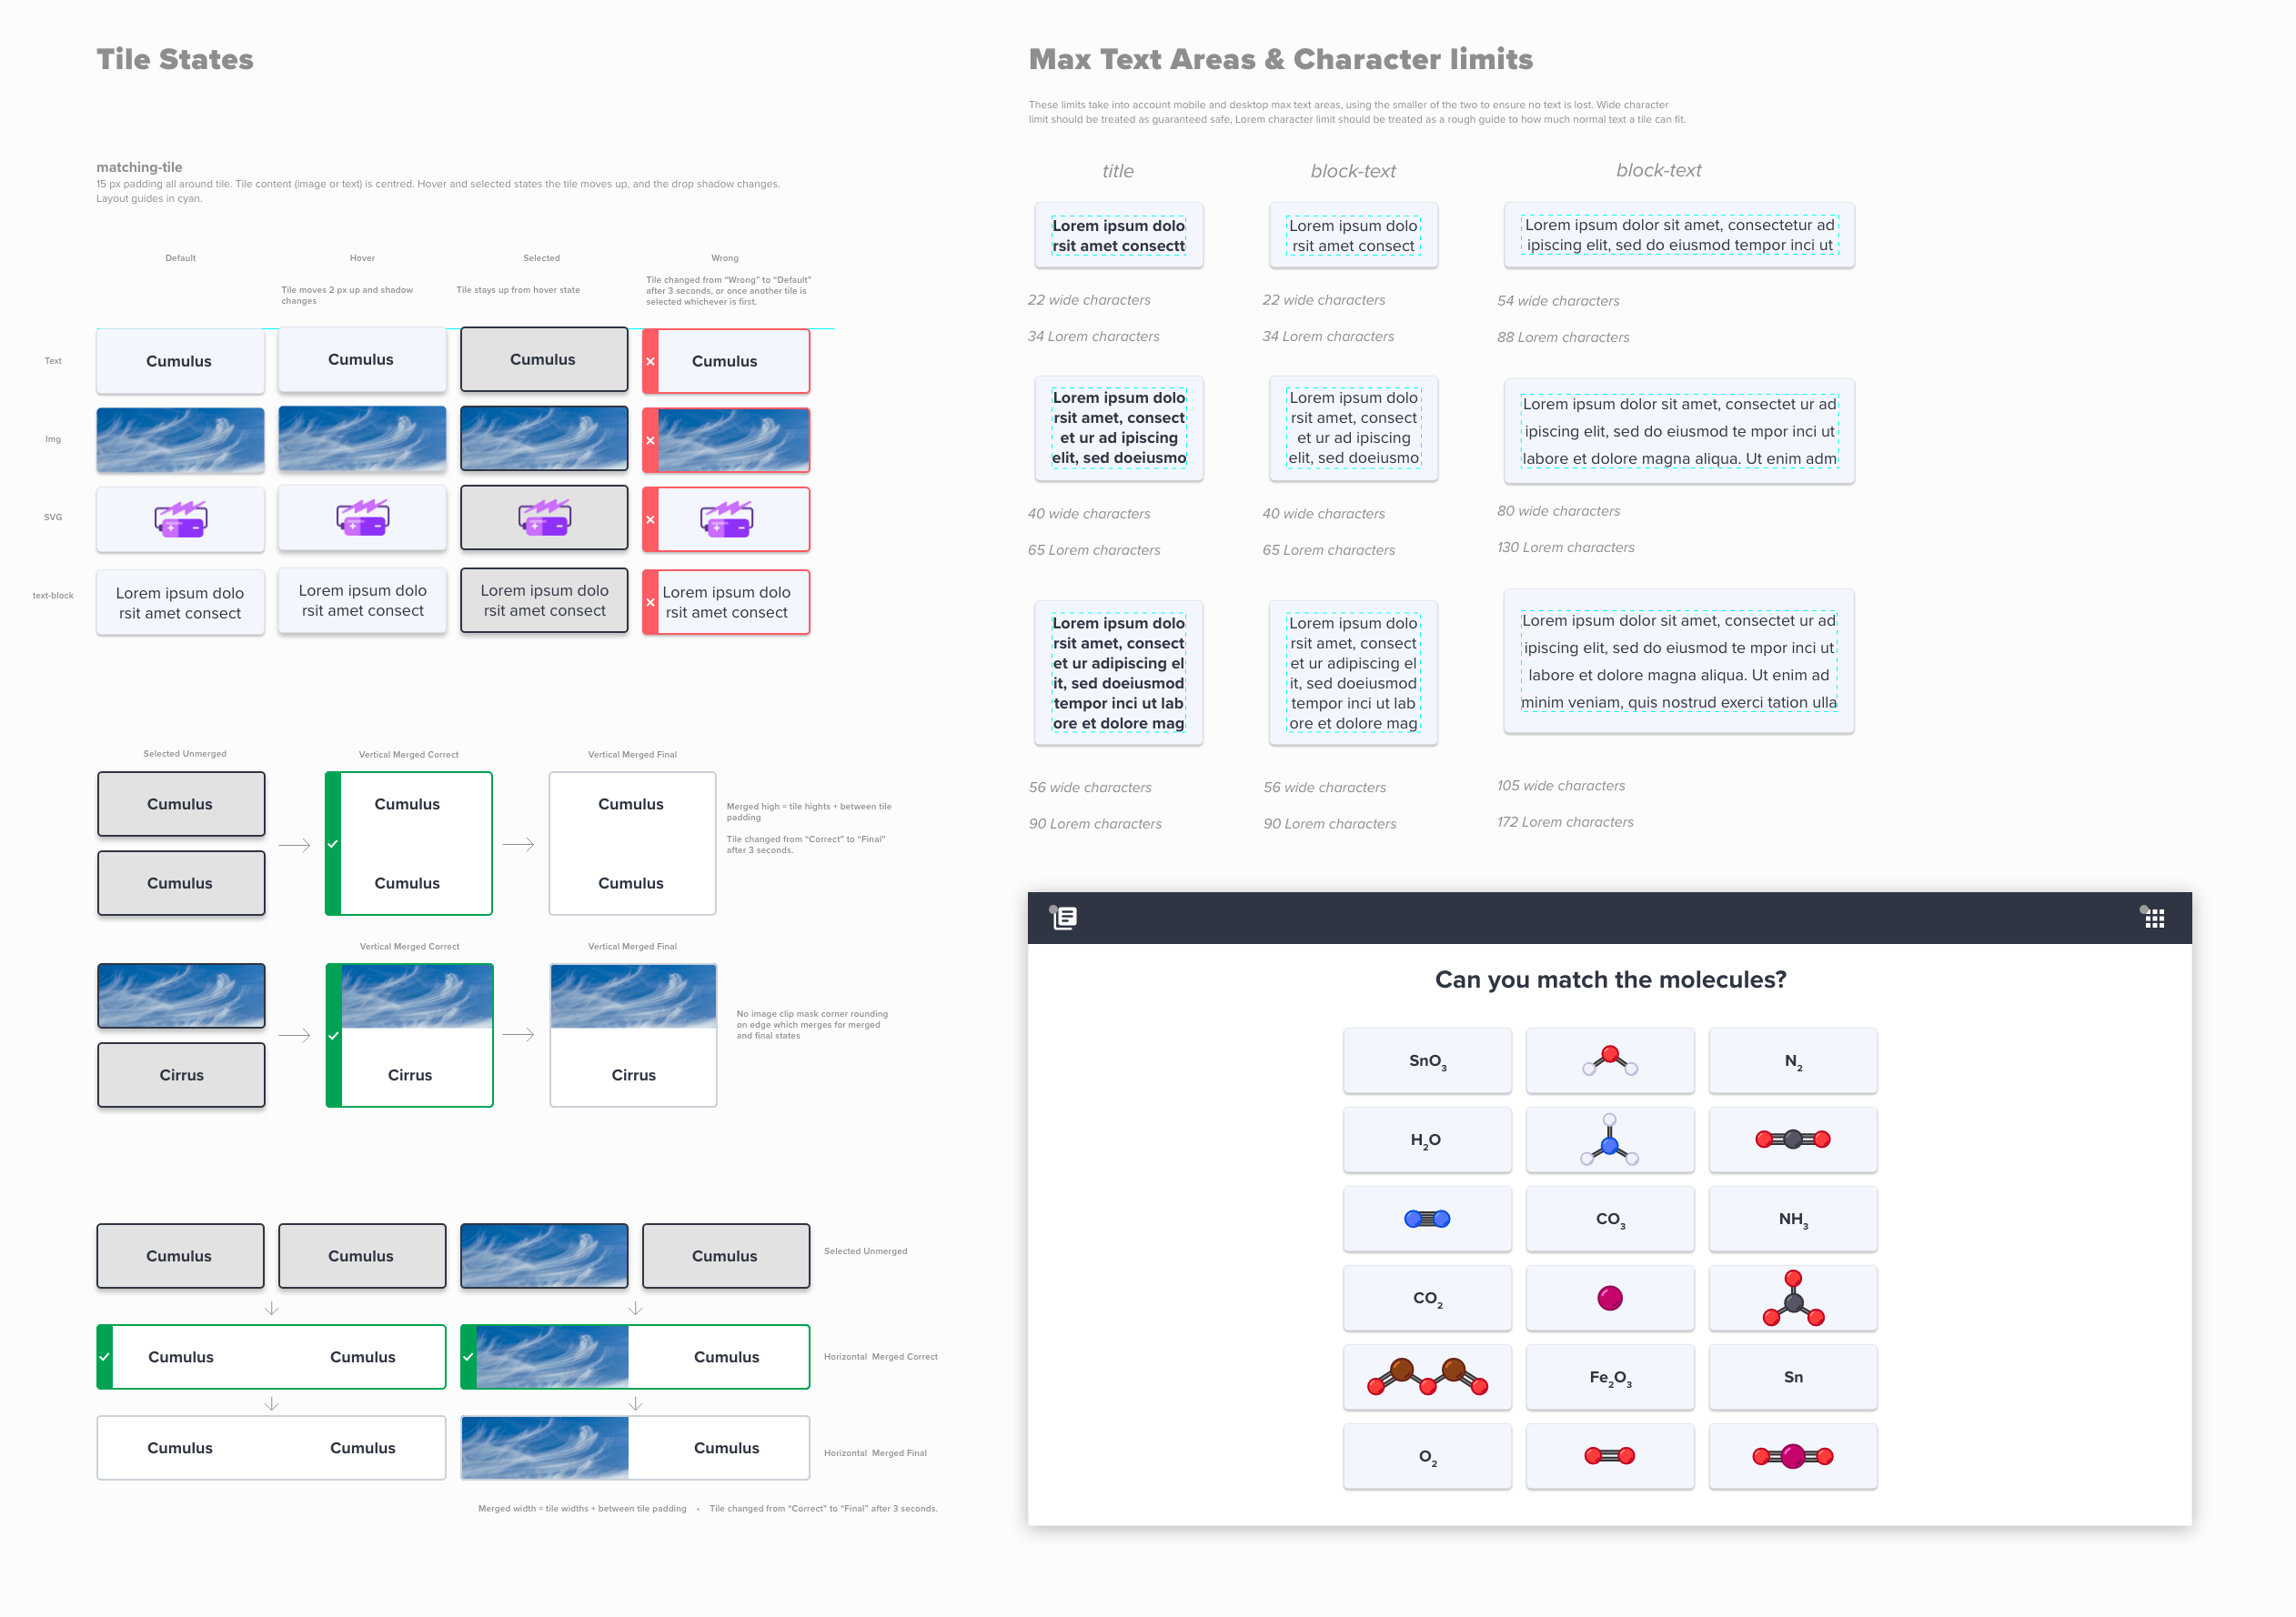 Tile States
matching-tile
15 px padding all around tile. Tile content (image or text) is centred. Hover and selected states the tile moves up, and the drop shadow changes.
Layout guides in cyan.
Default
Hover
Selected
Wrong
Tile moves 2 px up and shadow
changes
Tile stays up from hover state
Tile changed from “Wrong” to “Default”
after 3 seconds, or once another tile is
selected whichever is first.
Text
Cumulus
Cumulus
Cumulus
Cumulus
Img
SVG
text-block
Lorem ipsum dolo
rsit amet consect
Lorem ipsum dolo
rsit amet consect
Lorem ipsum dolo
rsit amet consect
Lorem ipsum dolo
rsit amet consect
Selected Unmerged
Vertical Merged Correct
Vertical Merged Final
Cumulus
Cumulus
Cumulus
Cumulus
Cumulus
Cumulus
Merged high = tile hights + between tile
padding
Tile changed from “Correct” to “Final”
after 3 seconds.
Vertical Merged Correct
Vertical Merged Final
Cirrus
Cirrus
Cirrus
No image clip mask corner rounding
on edge which merges for merged
and final states
Cumulus
Cumulus
Cumulus
Selected Unmerged
Cumulus
Cumulus
Cumulus
Horizontal Merged Correct
Cumulus
Cumulus
Cumulus
Horizontal Merged Final
Merged width = tile widths + between tile padding • Tile changed from “Correct” to “Final” after 3 seconds.
Max Text Areas & Character limits
These limits take into account mobile and desktop max text areas, using the smaller of the two to ensure no text is lost. Wide character
limit should be treated as guaranteed safe, Lorem character limit should be treated as a rough guide to how much normal text a tile can fit.
title
block-text
block-text
Lorem ipsum dolo
rsit amet consectt
Lorem ipsum dolo
rsit amet consect
Lorem ipsum dolor sit amet, consectetur ad
ipiscing elit, sed do eiusmod tempor inci ut
22 wide characters
34 Lorem characters
22 wide characters
34 Lorem characters
54 wide characters
88 Lorem characters
Lorem ipsum dolo
rsit amet, consect
et ur ad ipiscing
elit, sed doeiusmo
Lorem ipsum dolo
rsit amet, consect
et ur ad ipiscing
elit, sed doeiusmo
Lorem ipsum dolor sit amet, consectet ur ad
ipiscing elit, sed do eiusmod te mpor inci ut
labore et dolore magna aliqua. Ut enim adm
40 wide characters
65 Lorem characters
40 wide characters
65 Lorem characters
80 wide characters
130 Lorem characters
Lorem ipsum dolo
rsit amet, consect
et ur adipiscing el
it, sed doeiusmod
tempor inci ut lab
ore et dolore mag
Lorem ipsum dolo
rsit amet, consect
et ur adipiscing el
it, sed doeiusmod
tempor inci ut lab
ore et dolore mag
Lorem ipsum dolor sit amet, consectet ur ad
ipiscing elit, sed do eiusmod te mpor inci ut
labore et dolore magna aliqua. Ut enim ad
minim veniam, quis nostrud exerci tation ulla
56 wide characters
90 Lorem characters
56 wide characters
90 Lorem characters
105 wide characters
172 Lorem characters
Can you match the molecules?
SnO₃
N₂
H₂O
CO₃
NH₃
CO₂
Fe₂O₃
Sn
O₂